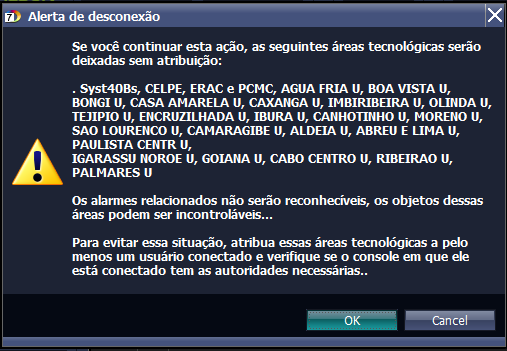 7 Alerta de desconexão
Se você continuar esta ação, as seguintes áreas tecnológicas serão
deixadas sem atribuição:
. Syst40Bs, CELPE, ERAC e PCMC, AGUA FRIA U, BOA VISTA U,
BONGI U, CASA AMARELA U, CAXANGA U, IMBIRIBEIRA U, OLINDA U,
TEJIPIO U, ENCRUZILHADA U, IBURA U, CANHOTINHO U, MORENO U,
SAO LOURENCO U, CAMARAGIBE U, ALDEIA U, ABREU E LIMA U,
PAULISTA CENTR U,
IGARASSU NOROE U, GOIANA U, CABO CENTRO U, RIBEIRAO U,
PALMARES U
Os alarmes relacionados não serão reconhecíveis, os objetos dessas
áreas podem ser incontroláveis...
Para evitar essa situação, atribua essas áreas tecnológicas a pelo
menos um usuário conectado e verifique se o console em que ele
está conectado tem as autoridades necessárias..
OK Cancel